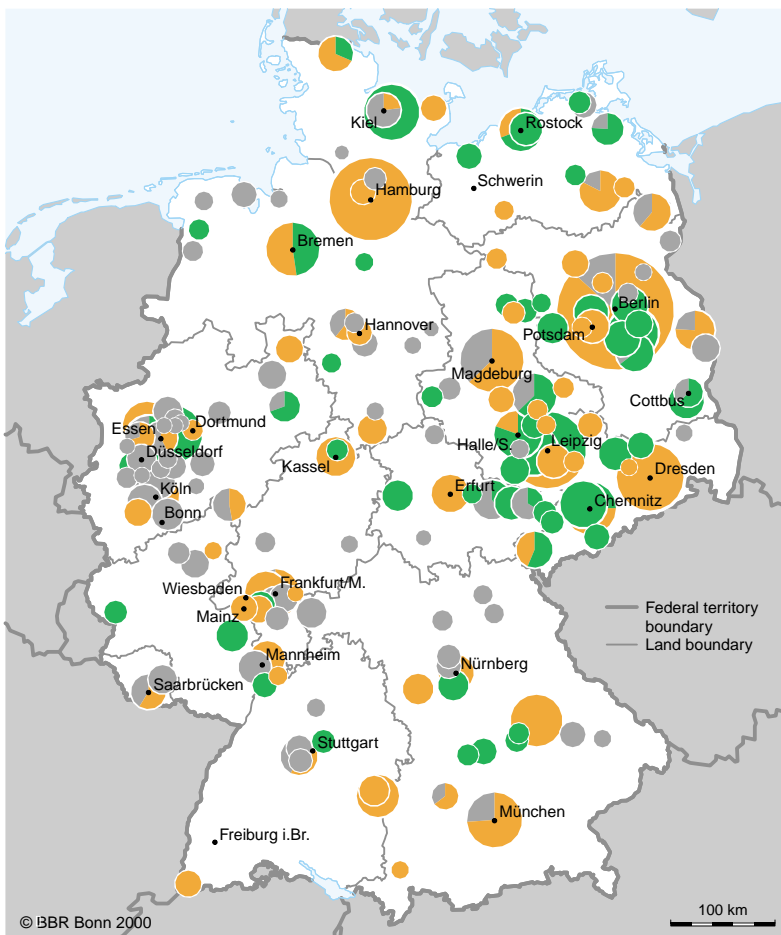 Kiel
Rostock
Schwerin
Hamburg
Bremen
Berlin
Hannover
Potsdam
Magdeburg
Cottbus
Essen
Dortmund
Halle/S.
Leipzig
Düsseldorf
Kassel
Dresden
Köln
Erfurt
Chemnitz
Bonn
Wiesbaden
Frankfurt/M.
Mainz
Federal territory
boundary
Land boundary
Mannheim
Nürnberg
Saarbrücken
Stuttgart
München
Freiburg i.Br.
100 km
© BBR Bonn 2000